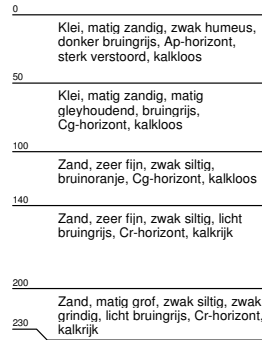 0
Klei, matig zandig, zwak humeus,
donker bruingrijs, Ap-horizont,
sterk verstoord, kalkloos
50
Klei, matig zandig, matig
gleyhoudend, bruingrijs,
Cg-horizont, kalkloos
100
Zand, zeer fijn, zwak siltig,
bruinoranje, Cg-horizont, kalkloos
140
Zand, zeer fijn, zwak siltig, licht
bruingrijs, Cr-horizont, kalkrijk
200
Zand, matig grof, zwak siltig, zwak
grindig, licht bruingrijs, Cr-horizont,
230
kalkrijk